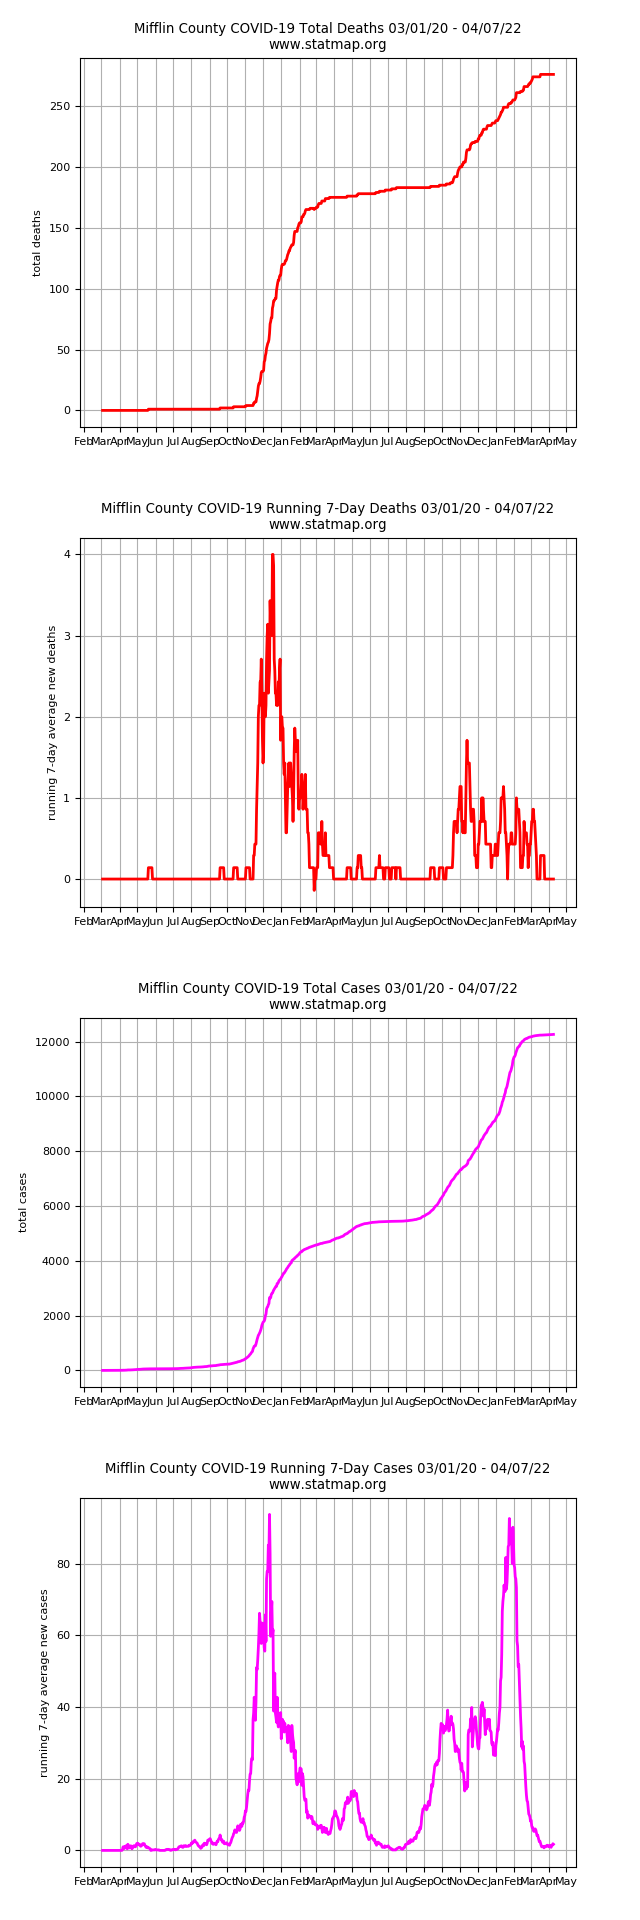 Mifflin County COVID-19 Total Deaths 03/01/20 - 04/07/22
www.statmap.org
total deaths
250
200
150
100
50
0
Feb Mar Apr May Jun Jul Aug Sep Oct Nov Dec Jan Feb Mar Apr May Jun Jul Aug Sep Oct Nov Dec Jan Feb Mar Apr May
Mifflin County COVID-19 Running 7-Day Deaths 03/01/20 - 04/07/22
www.statmap.org
running 7-day average new deaths
4
3
2
1
0
Feb Mar Apr May Jun Jul Aug Sep Oct Nov Dec Jan Feb Mar Apr May Jun Jul Aug Sep Oct Nov Dec Jan Feb Mar Apr May
Mifflin County COVID-19 Total Cases 03/01/20 - 04/07/22
www.statmap.org
total cases
12000
10000
8000
6000
4000
2000
0
Feb Mar Apr May Jun Jul Aug Sep Oct Nov Dec Jan Feb Mar Apr May Jun Jul Aug Sep Oct Nov Dec Jan Feb Mar Apr May
Mifflin County COVID-19 Running 7-Day Cases 03/01/20 - 04/07/22
www.statmap.org
running 7-day average new cases
80
60
40
20
0
Feb Mar Apr May Jun Jul Aug Sep Oct Nov Dec Jan Feb Mar Apr May Jun Jul Aug Sep Oct Nov Dec Jan Feb Mar Apr May